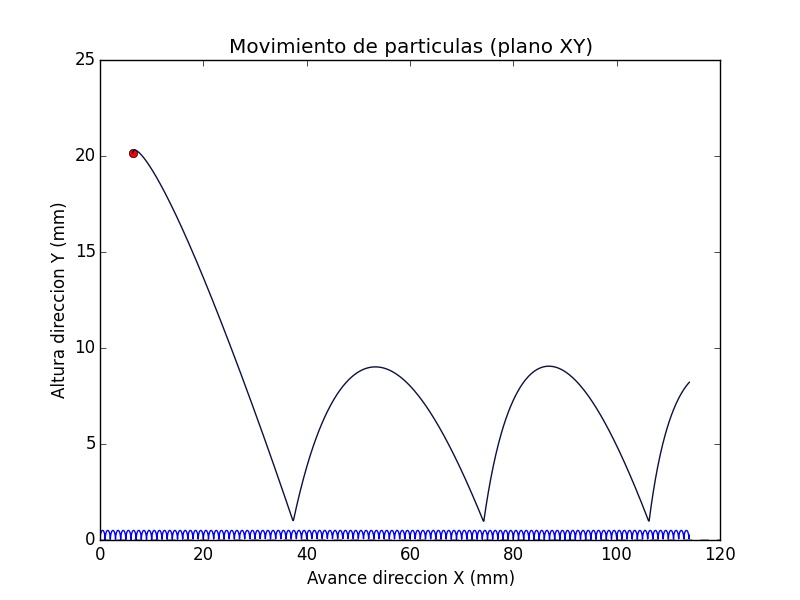 Movimiento de particulas (plano XY)
25
20
15
10
5
0
Altura direccion Y (mm)
0 20 40 60 80 100 120
Avance direccion X (mm)